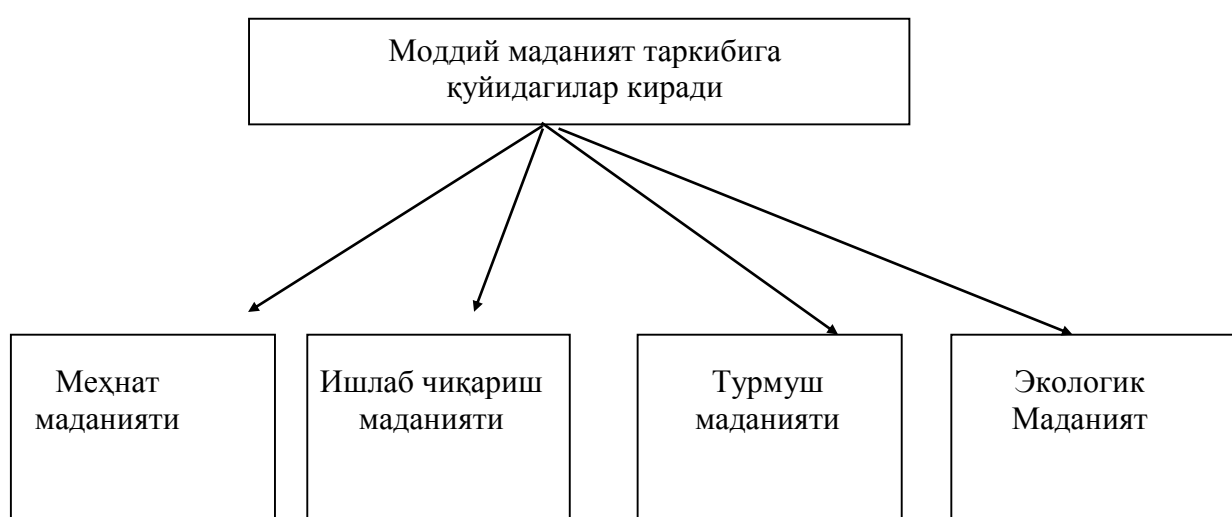 Моддий маданият таркибига
қуйидагилар киради
Меҳнат
маданияти
Ишлаб чиқариш
маданияти
Турмуш
маданияти
Экологик
Маданият